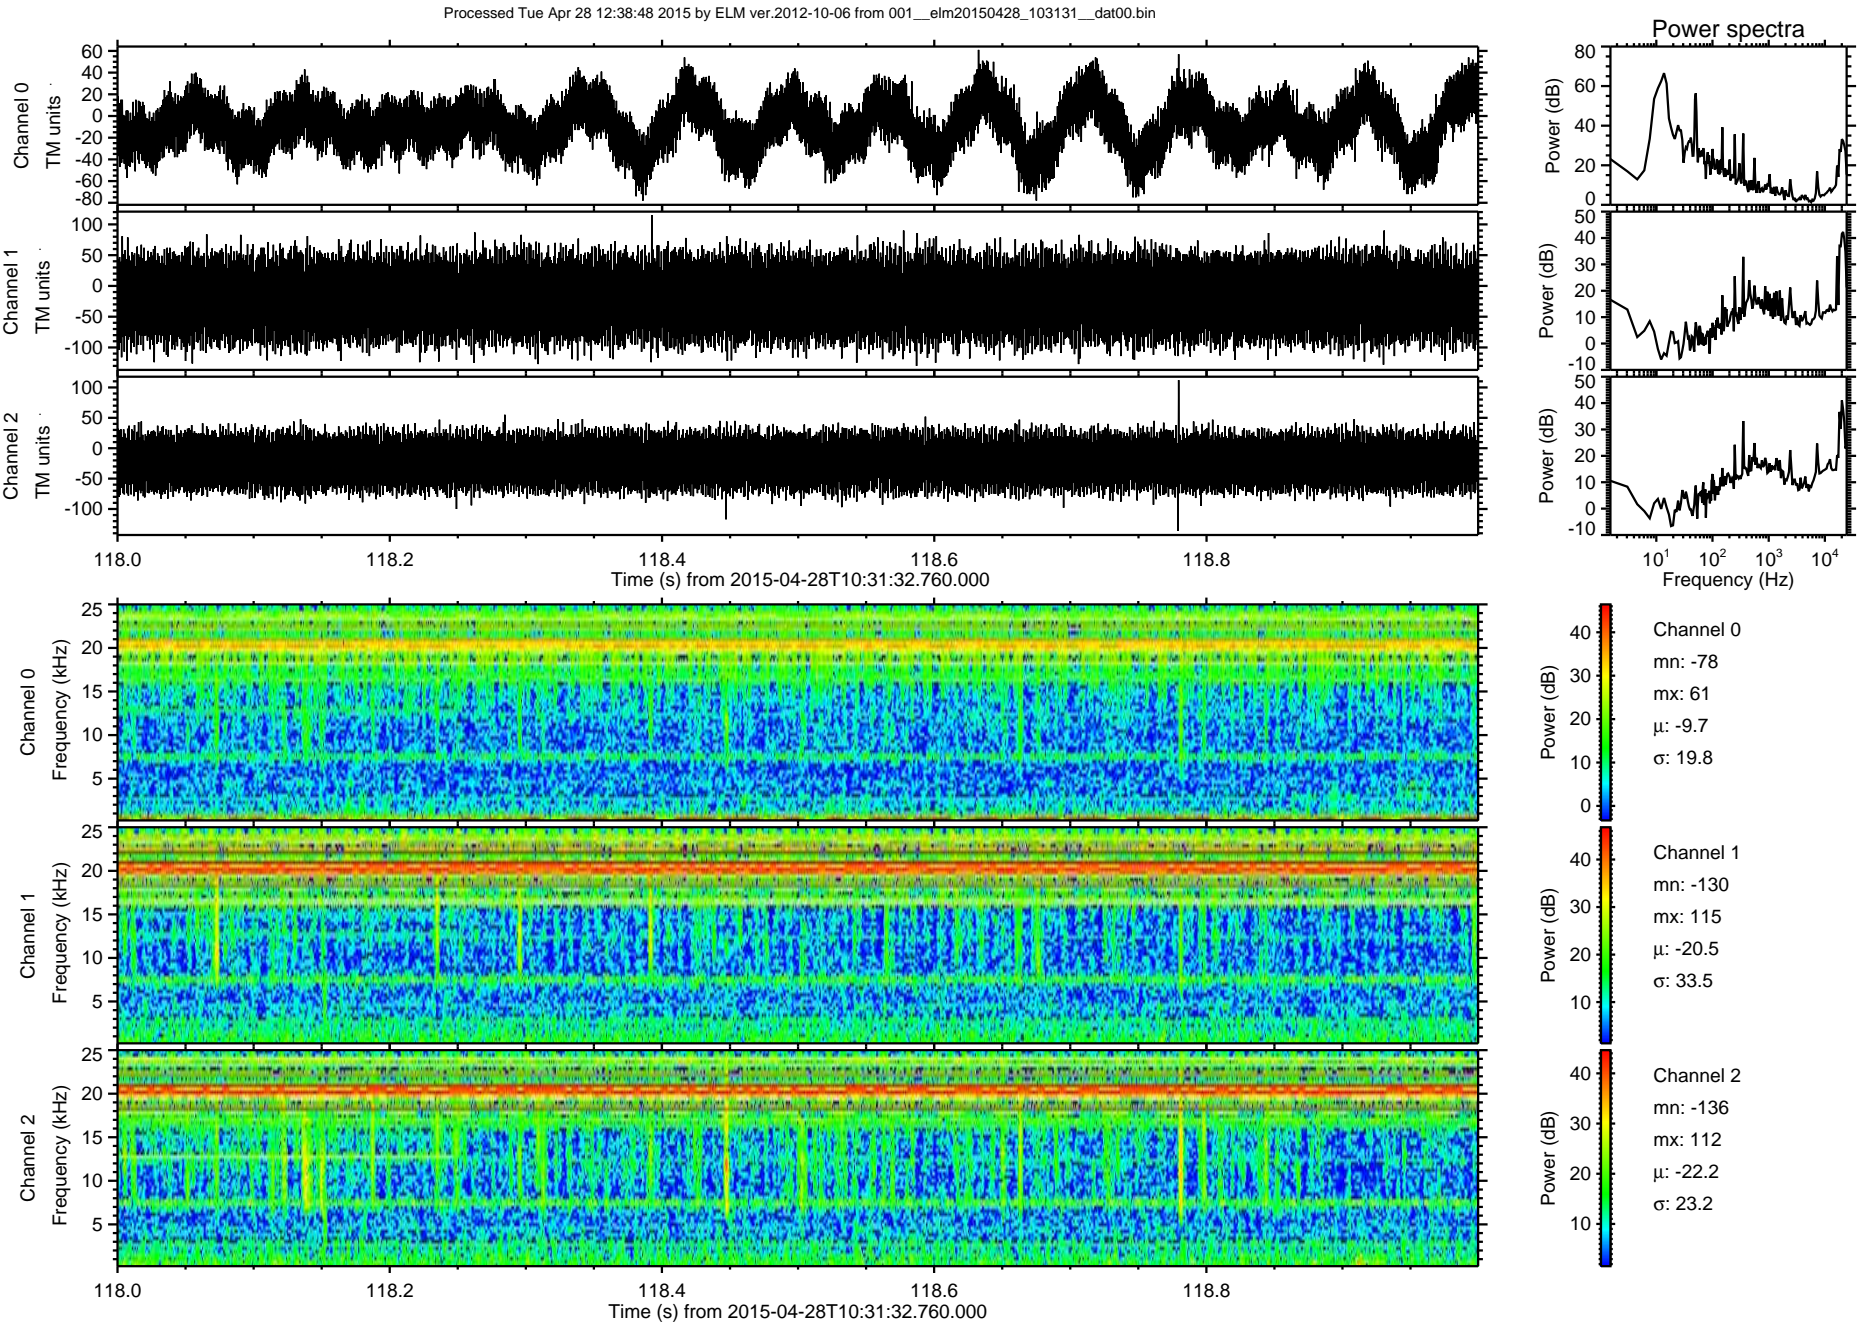 Processed Tue Apr 28 12:38:48 2015 by ELM ver.2012-10-06 from 001__elm20150428_103131__dat00.bin
Power spectra
Channel 0
TM units
60
40
20
0
-20
-40
-60
-80
Power (dB)
80
60
40
20
0
Channel 1
TM units
100
50
0
-50
-100
Power (dB)
50
40
30
20
10
0
-10
Channel 2
TM units
100
50
0
-50
-100
Power (dB)
50
40
30
20
10
0
-10
118.0 118.2 118.4 118.6 118.8
Time (s) from 2015-04-28T10:31:32.760.000
10¹ 10² 10³ 10⁴
Frequency (Hz)
Channel 0
Frequency (kHz)
25
20
15
10
5
Power (dB)
40
30
20
10
0
Channel 0
mn: -78
mx: 61
μ: -9.7
σ: 19.8
Channel 1
Frequency (kHz)
25
20
15
10
5
Power (dB)
40
30
20
10
Channel 1
mn: -130
mx: 115
μ: -20.5
σ: 33.5
Channel 2
Frequency (kHz)
25
20
15
10
5
Power (dB)
40
30
20
10
Channel 2
mn: -136
mx: 112
μ: -22.2
σ: 23.2
118.0 118.2 118.4 118.6 118.8
Time (s) from 2015-04-28T10:31:32.760.000